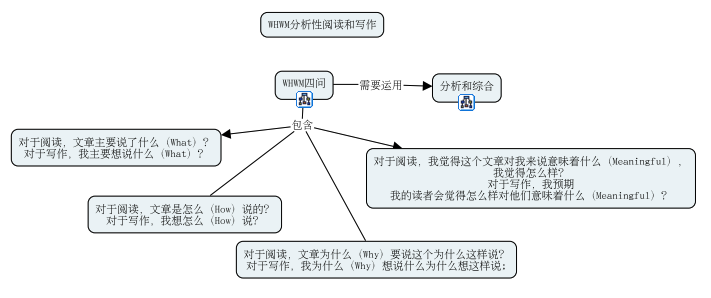 WHWM分析性阅读和写作
WHWM四问
需要运用
分析和综合
包含
对于阅读，文章主要说了什么（What）？
对于写作，我主要想说什么（What）？
对于阅读，我觉得这个文章对我来说意味着什么（Meaningful），
我觉得怎么样？
对于写作，我预期
我的读者会觉得怎么样对他们意味着什么（Meaningful）？
对于阅读，文章是怎么（How）说的？
对于写作，我想怎么（How）说？
对于阅读，文章为什么（Why）要说这个为什么这样说？
对于写作，我为什么（Why）想说什么为什么想这样说：